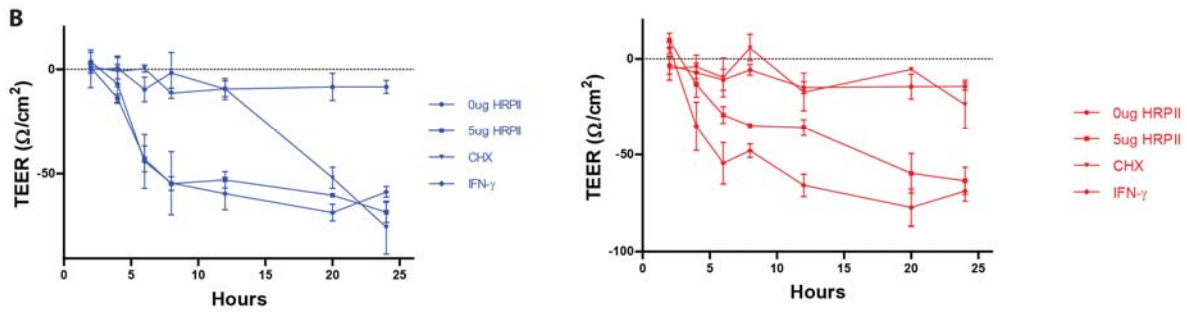 B
TEER (Ω/cm²)
0
-50
0
5
10
15
20
25
Hours
0ug HRPII
5ug HRPII
CHX
IFN-γ
TEER (Ω/cm²)
0
-50
-100
0
5
10
15
20
25
Hours
0ug HRPII
5ug HRPII
CHX
IFN-γ